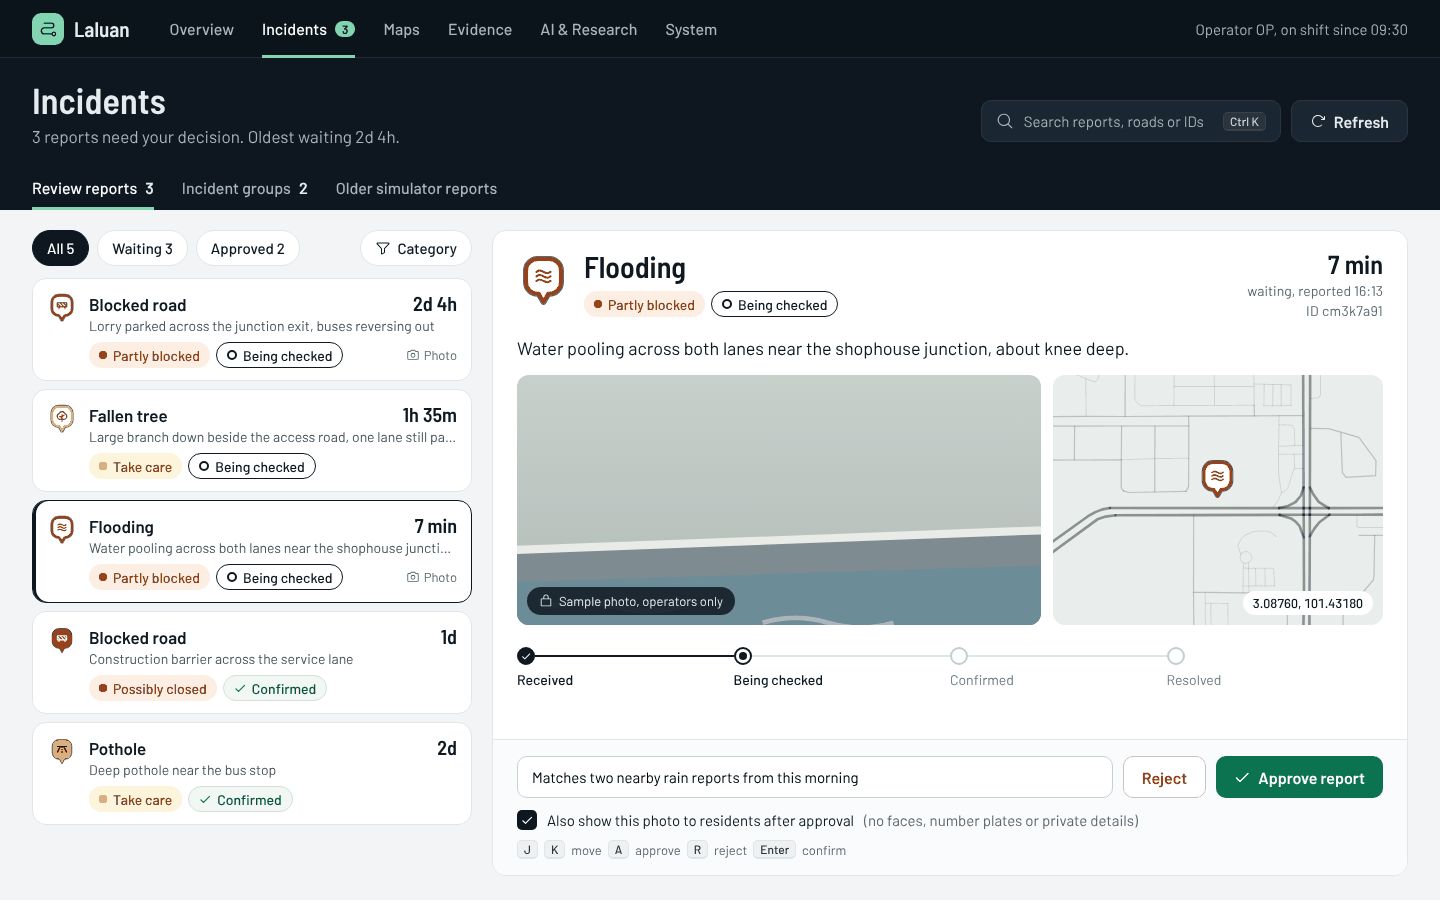 Laluan
Overview
Incidents 3
Maps
Evidence
AI & Research
System
Operator OP, on shift since 09:30
Incidents
3 reports need your decision. Oldest waiting 2d 4h.
Search reports, roads or IDs Ctrl K
Refresh
Review reports 3
Incident groups 2
Older simulator reports
All 5
Waiting 3
Approved 2
Category
Blocked road 2d 4h
Lorry parked across the junction exit, buses reversing out
Partly blocked Being checked Photo
Fallen tree 1h 35m
Large branch down beside the access road, one lane still pa...
Take care Being checked
Flooding 7 min
Water pooling across both lanes near the shophouse juncti...
Partly blocked Being checked Photo
Blocked road 1d
Construction barrier across the service lane
Possibly closed Confirmed
Pothole 2d
Deep pothole near the bus stop
Take care Confirmed
Flooding
Partly blocked Being checked
7 min
waiting, reported 16:13
ID cm3k7a91
Water pooling across both lanes near the shophouse junction, about knee deep.
Sample photo, operators only
3.08760, 101.43180
Received
Being checked
Confirmed
Resolved
Matches two nearby rain reports from this morning
Reject
Approve report
Also show this photo to residents after approval (no faces, number plates or private details)
J K move A approve R reject Enter confirm